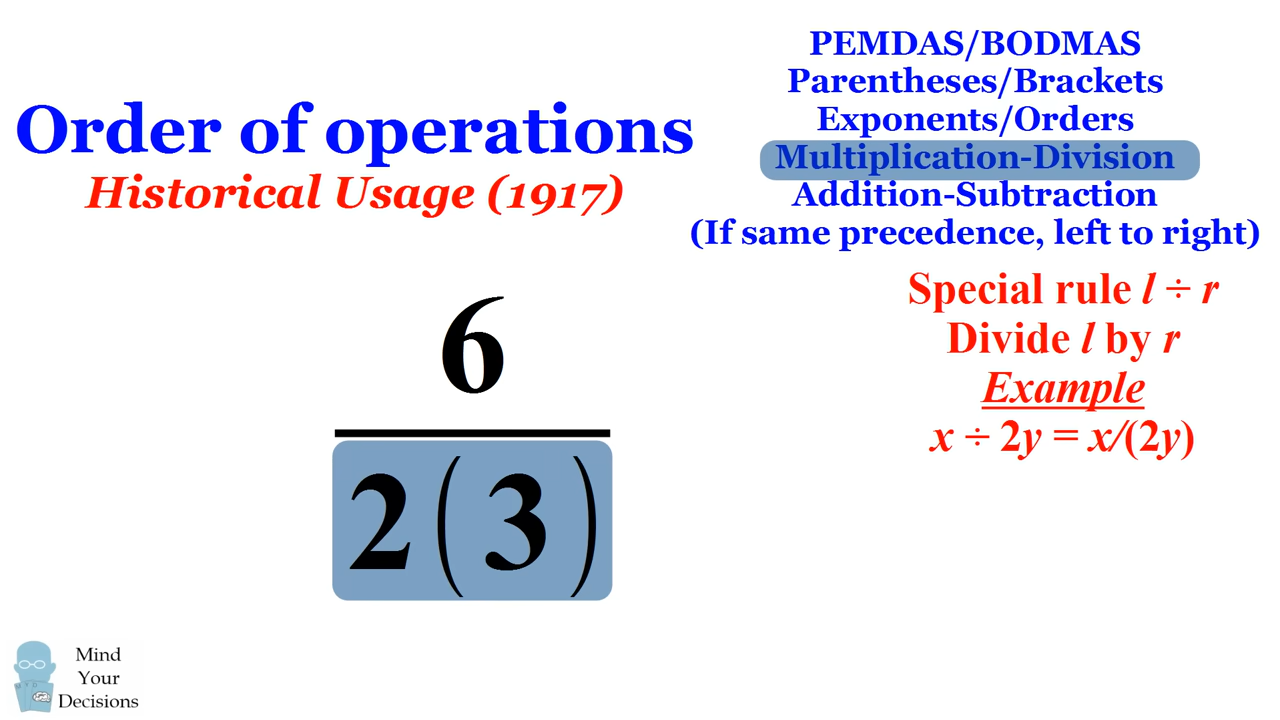 Order of operations
Historical Usage (1917)
6
2(3)
PEMDAS/BODMAS
Parentheses/Brackets
Exponents/Orders
Multiplication-Division
Addition-Subtraction
(If same precedence, left to right)
Special rule l ÷ r
Divide l by r
Example
x ÷ 2y = x/(2y)
Mind
Your
Decisions